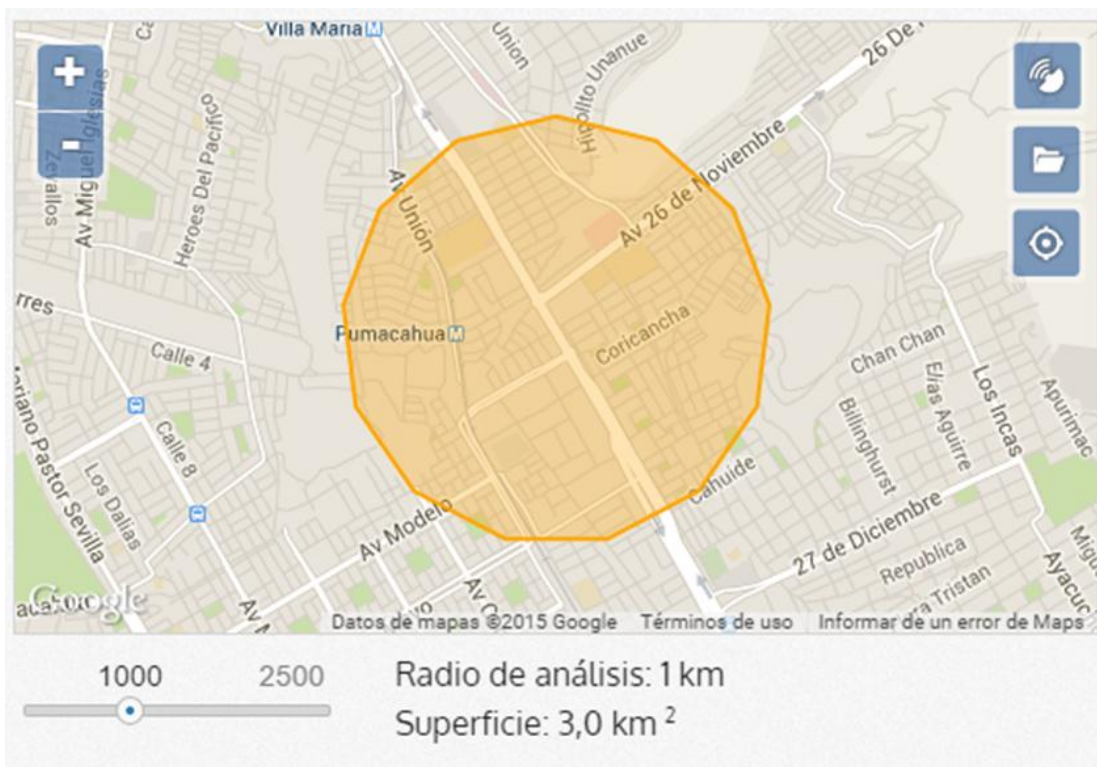 Villa Maria
Union
Hipolito Unanue
Av 26 de Noviembre
26 De
Zevallos
Av Miguel Iglesias
Heroes Del Pacifico
Av Unión
Pumacahua
Coricancha
Calle 4
Mariano Pastor Sevilla
Calle 8
Los Dalias
Av Modelo
Cahuide
Chan Chan
Elias Aguirre
Billinghurst
Los Incas
Apurimac
27 de Diciembre
Republica
Tristan
Google
Datos de mapas ©2015 Google Términos de uso Informar de un error de Maps
1000 2500
Radio de análisis: 1 km
Superficie: 3,0 km ²